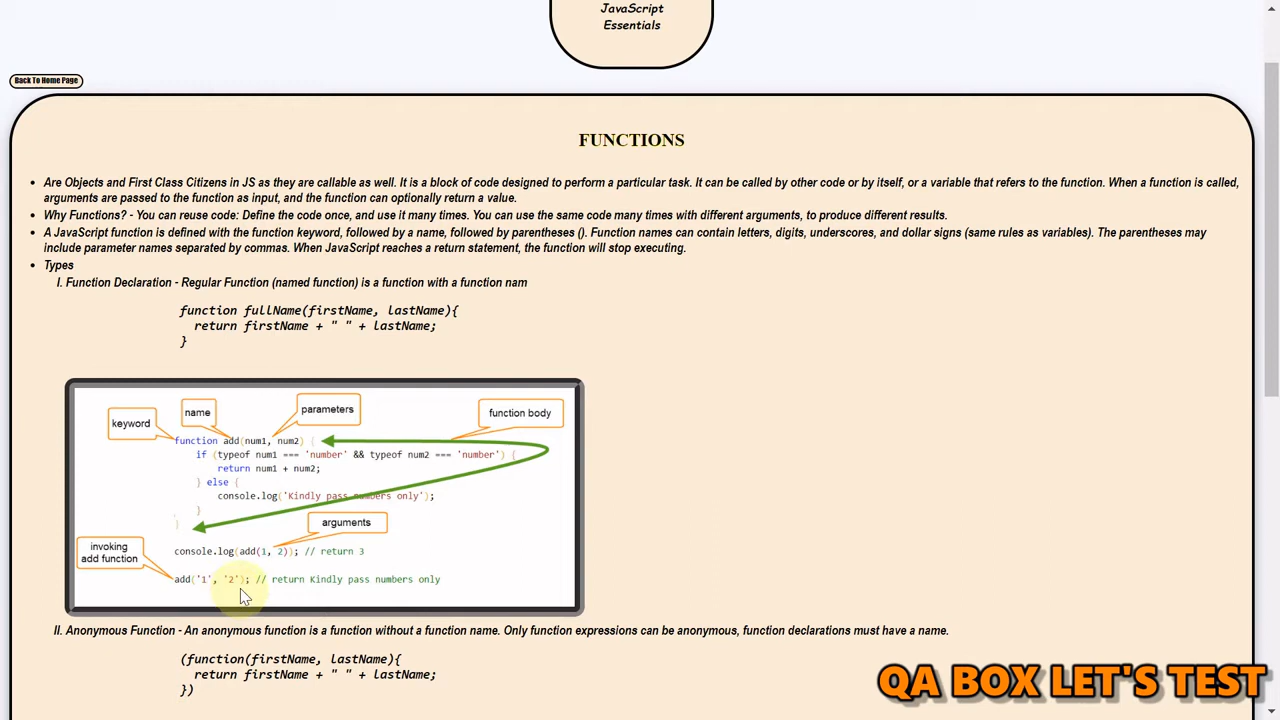 JavaScript
Essentials
Back To Home Page
FUNCTIONS
Are Objects and First Class Citizens in JS as they are callable as well. It is a block of code designed to perform a particular task. It can be called by other code or by itself, or a variable that refers to the function. When a function is called,
arguments are passed to the function as input, and the function can optionally return a value.
Why Functions? - You can reuse code: Define the code once, and use it many times. You can use the same code many times with different arguments, to produce different results.
A JavaScript function is defined with the function keyword, followed by a name, followed by parentheses (). Function names can contain letters, digits, underscores, and dollar signs (same rules as variables). The parentheses may
include parameter names separated by commas. When JavaScript reaches a return statement, the function will stop executing.
Types
I. Function Declaration - Regular Function (named function) is a function with a function nam
function fullName(firstName, lastName){
return firstName + " " + lastName;
}
keyword
name
parameters
function body
function add(num1, num2) {
if (typeof num1 === 'number' && typeof num2 === 'number') {
return num1 + num2;
} else {
console.log('Kindly pass numbers only');
}
}
arguments
invoking
add function
console.log(add(1, 2)); // return 3
add('1', '2'); // return Kindly pass numbers only
II. Anonymous Function - An anonymous function is a function without a function name. Only function expressions can be anonymous, function declarations must have a name.
(function(firstName, lastName){
return firstName + " " + lastName;
})
QA BOX LET'S TEST